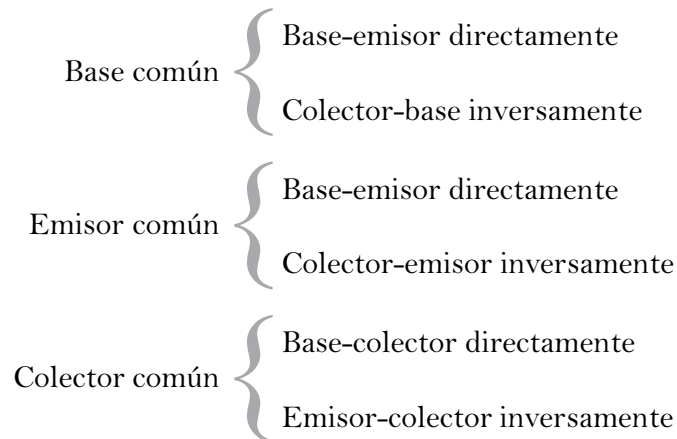 Base común
Base-emisor directamente
Colector-base inversamente
Emisor común
Base-emisor directamente
Colector-emisor inversamente
Colector común
Base-colector directamente
Emisor-colector inversamente